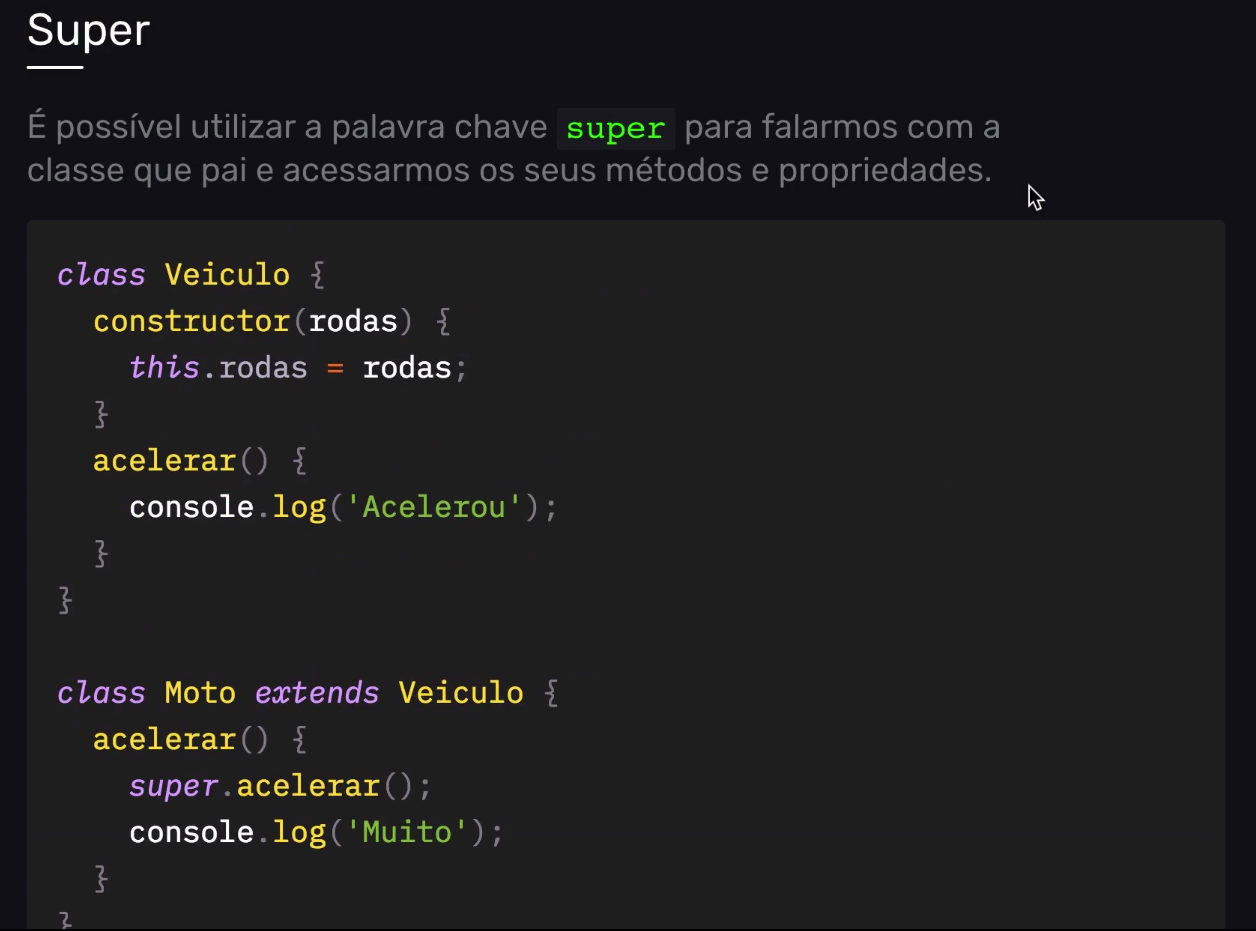 Super
É possível utilizar a palavra chave super para falarmos com a
classe que pai e acessarmos os seus métodos e propriedades.
class Veiculo {
  constructor(rodas) {
    this.rodas = rodas;
  }
  acelerar() {
    console.log('Acelerou');
  }
}

class Moto extends Veiculo {
  acelerar() {
    super.acelerar();
    console.log('Muito');
  }
}